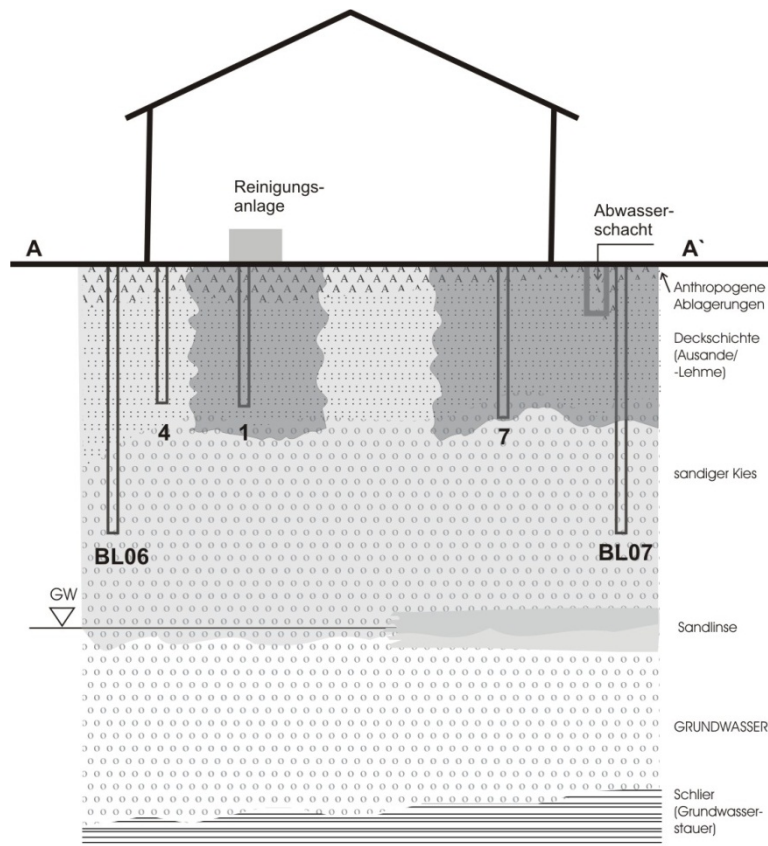 Reinigungs-
anlage
Abwasser-
schacht
A
A`
Anthropogene
Ablagerungen
Deckschichte
(Ausande/
-Lehme)
4
1
7
sandiger Kies
BL06
BL07
GW
Sandlinse
GRUNDWASSER
Schlier
(Grundwasser-
stauer)